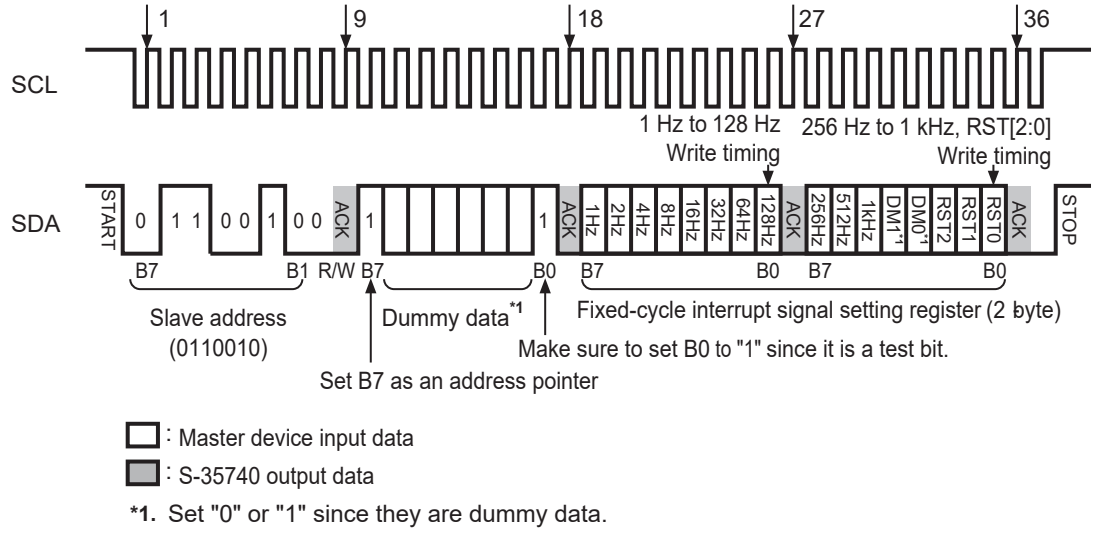 1 9 18 27 36
SCL
1 Hz to 128 Hz 256 Hz to 1 kHz, RST[2:0]
Write timing Write timing
SDA START 0 1 1 0 0 1 0 0 ACK 1 1 ACK 1Hz 2Hz 4Hz 8Hz 16Hz 32Hz 64Hz 128Hz ACK 256Hz 512Hz 1kHz DM1*1 DM0*1 RST2 RST1 RST0 ACK STOP
B7 B1 R/W B7 B0 B7 B0 B7 B0
Slave address Dummy data*1 Fixed-cycle interrupt signal setting register (2 byte)
(0110010)
Make sure to set B0 to "1" since it is a test bit.
Set B7 as an address pointer
: Master device input data
: S-35740 output data
*1. Set "0" or "1" since they are dummy data.